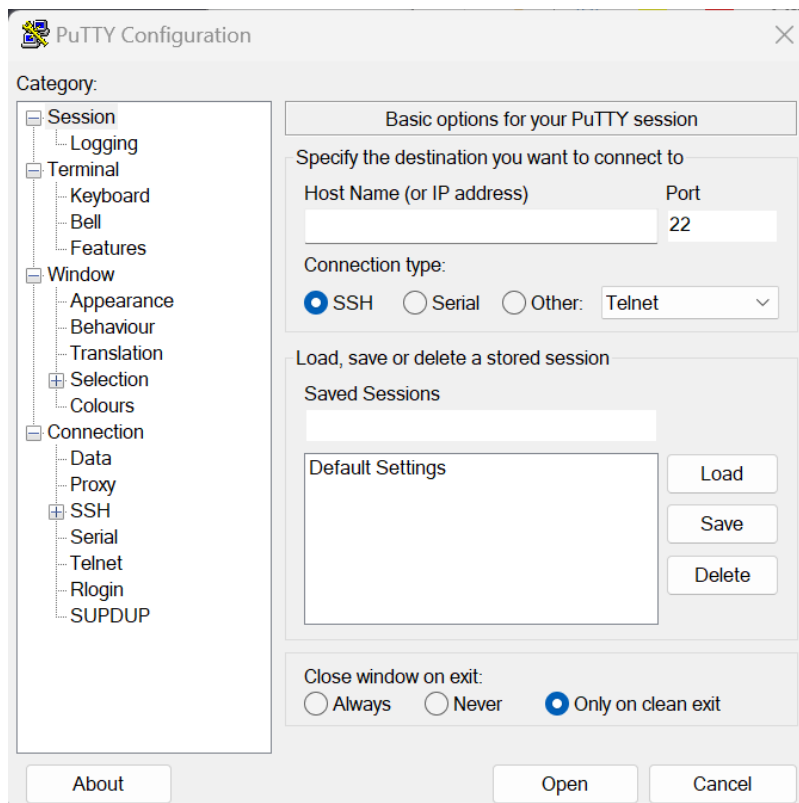 PuTTY Configuration
Category:
Session
Logging
Terminal
Keyboard
Bell
Features
Window
Appearance
Behaviour
Translation
Selection
Colours
Connection
Data
Proxy
SSH
Serial
Telnet
Rlogin
SUPDUP
Basic options for your PuTTY session
Specify the destination you want to connect to
Host Name (or IP address) Port
22
Connection type:
SSH Serial Other: Telnet
Load, save or delete a stored session
Saved Sessions
Default Settings
Load
Save
Delete
Close window on exit:
Always Never Only on clean exit
About Open Cancel